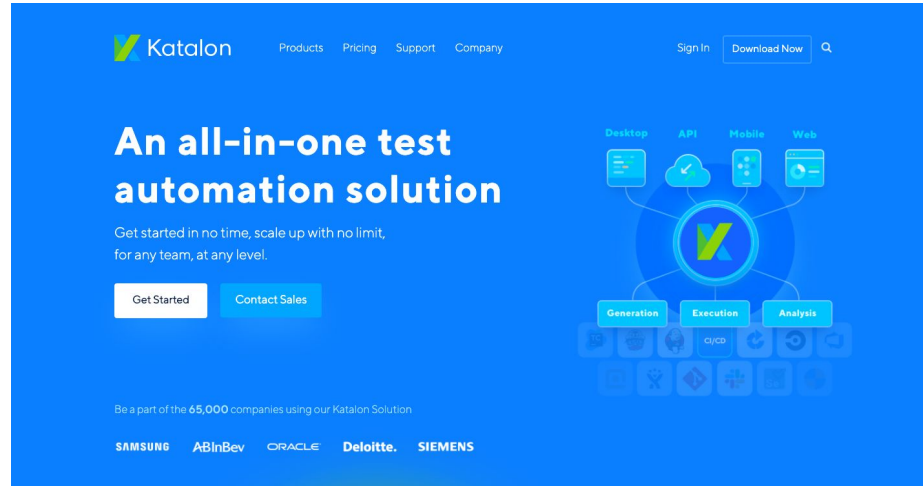 Katalon
Products Pricing Support Company
Sign In Download Now
An all-in-one test
automation solution
Get started in no time, scale up with no limit,
for any team, at any level.
Get Started Contact Sales
Desktop API Mobile Web
Generation Execution Analysis
CI/CD
Be a part of the 65,000 companies using our Katalon Solution
SAMSUNG ABInBev ORACLE Deloitte. SIEMENS